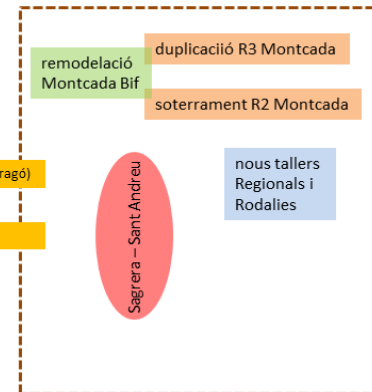 duplicaciió R3 Montcada
remodelació
Montcada Bif
soterrament R2 Montcada
ragó)
Sagrera – Sant Andreu
nous tallers
Regionals i
Rodalies